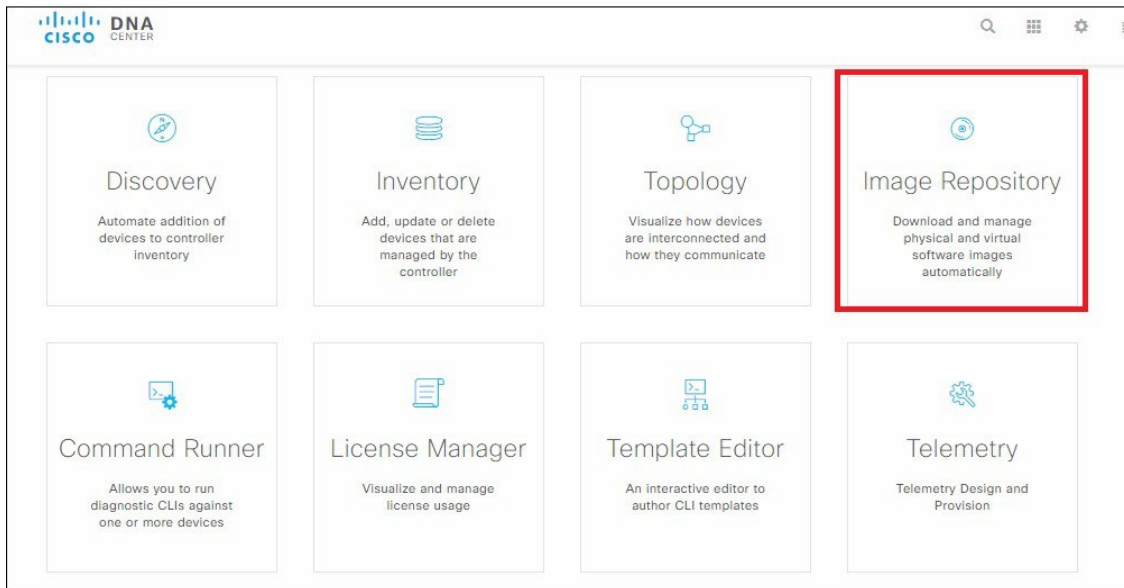 CISCO DNA CENTER
Discovery
Automate addition of
devices to controller
inventory
Inventory
Add, update or delete
devices that are
managed by the
controller
Topology
Visualize how devices
are interconnected and
how they communicate
Image Repository
Download and manage
physical and virtual
software images
automatically
Command Runner
Allows you to run
diagnostic CLIs against
one or more devices
License Manager
Visualize and manage
license usage
Template Editor
An interactive editor to
author CLI templates
Telemetry
Telemetry Design and
Provision